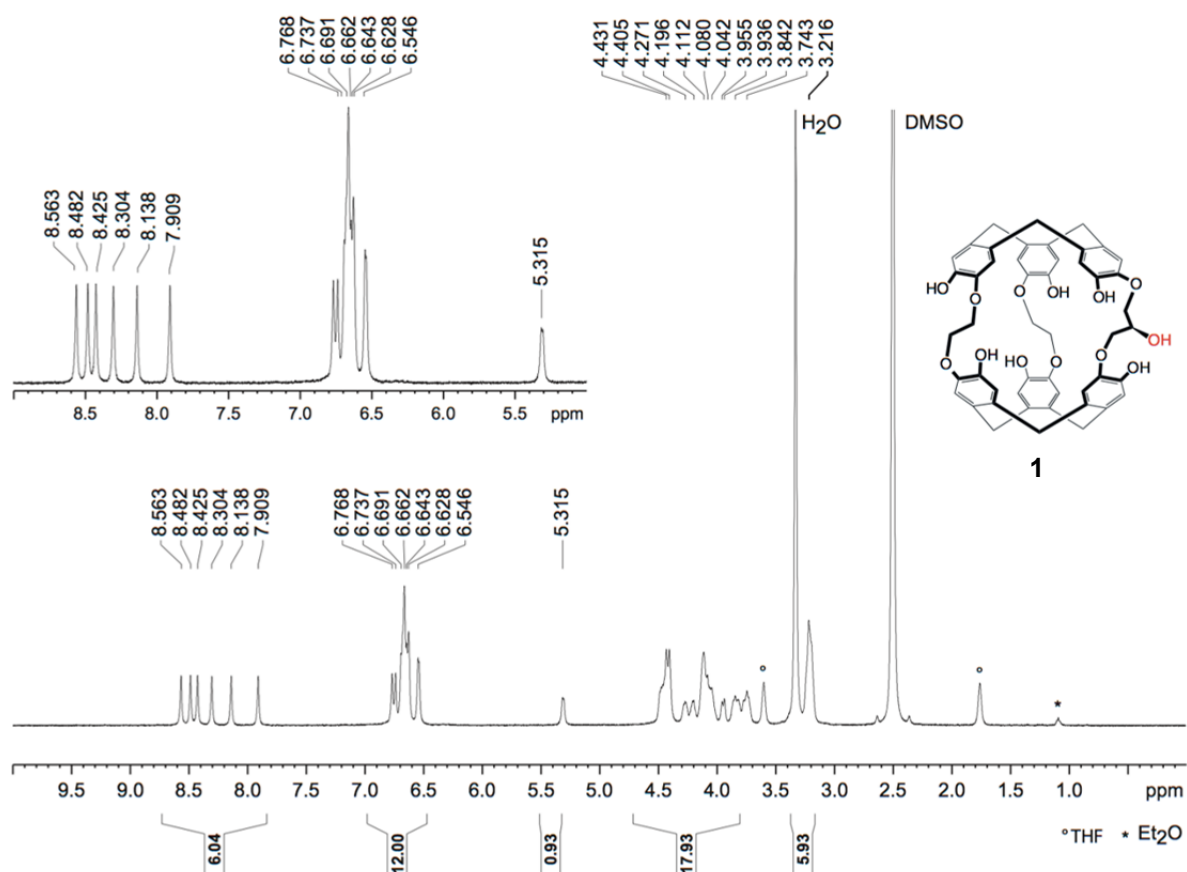 6.768
6.737
6.691
6.662
6.643
6.628
6.546
4.431
4.405
4.271
4.196
4.112
4.080
4.042
3.955
3.936
3.842
3.743
3.216
H2O
DMSO
8.563
8.482
8.425
8.304
8.138
7.909
5.315
8.5 8.0 7.5 7.0 6.5 6.0 5.5 ppm
HO
O
O
OH
OH
O
OH
O
OH
O
HO
O
O
OH
1
8.563
8.482
8.425
8.304
8.138
7.909
6.768
6.737
6.691
6.662
6.643
6.628
6.546
5.315
°
°
*
9.5 9.0 8.5 8.0 7.5 7.0 6.5 6.0 5.5 5.0 4.5 4.0 3.5 3.0 2.5 2.0 1.5 1.0 ppm
6.04
12.00
0.93
17.93
5.93
°THF * Et2O